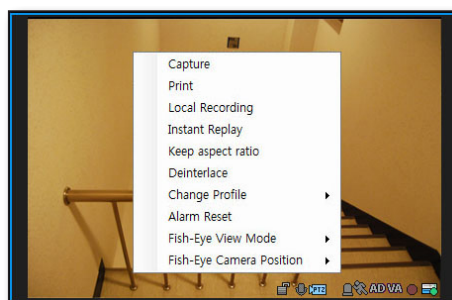 Capture
Print
Local Recording
Instant Replay
Keep aspect ratio
Deinterlace
Change Profile
Alarm Reset
Fish-Eye View Mode
Fish-Eye Camera Position
PTZ AD VA